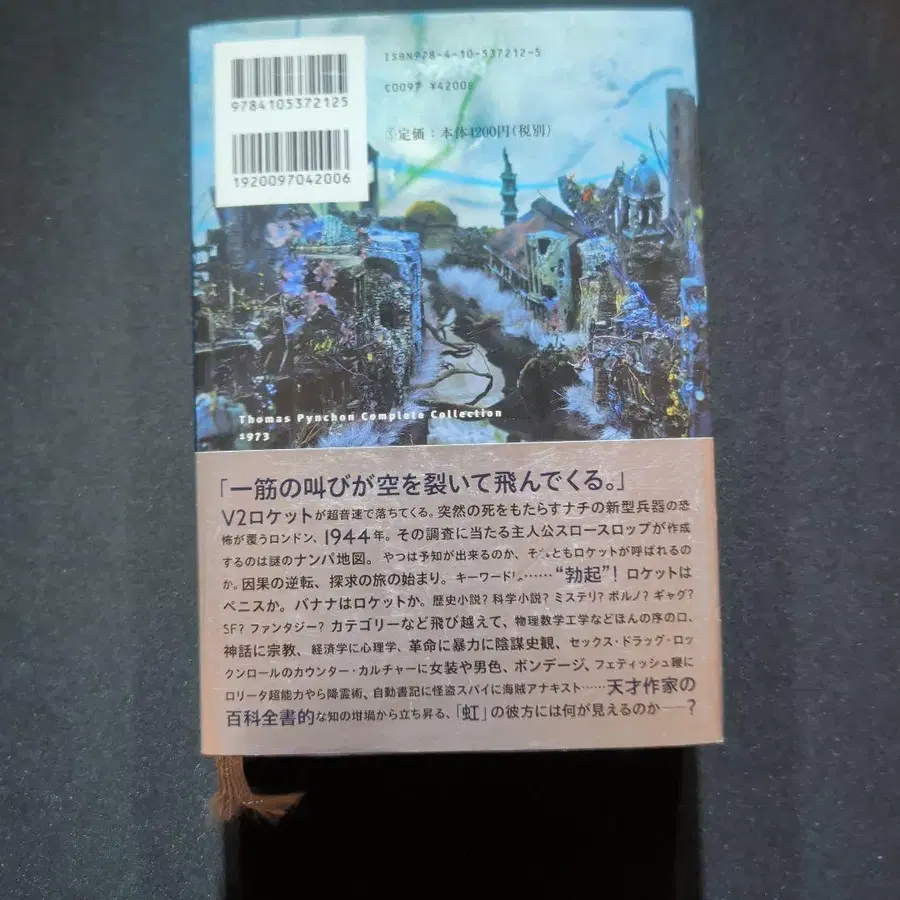 9784105372125
1920097042006
ISBN978-4-10-537212-5
C0097 ¥4200E
定価:本体4200円(税別)
Thomas Pynchon Complete Collection
1973
「一筋の叫びが空を裂いて飛んでくる。」
V2ロケットが超音速で落ちてくる。突然の死をもたらすナチの新型兵器の恐
怖が覆うロンドン、1944年。その調査に当たる主人公スロースロップが作成
するのは謎のナンパ地図。やつは予知が出来るのか、それともロケットが呼ばれるの
か。因果の逆転、探求の旅の始まり。キーワードは……“勃起”! ロケットは
ペニスか。バナナはロケットか。歴史小説? 科学小説? ミステリ? ポルノ? ギャグ?
SF? ファンタジー? カテゴリーなど飛び越えて、物理数学工学などほんの序の口、
神話に宗教、経済学に心理学、革命に暴力に陰謀史観、セックス・ドラッグ・ロッ
クンロールのカウンター・カルチャーに女装や男色、ボンデージ、フェティッシュ鞭に
ロリータ超能力やら降霊術、自動書記に怪盗スパイに海賊アナキスト……天才作家の
百科全書的な知の坩堝から立ち昇る、「虹」の彼方には何が見えるのか──?